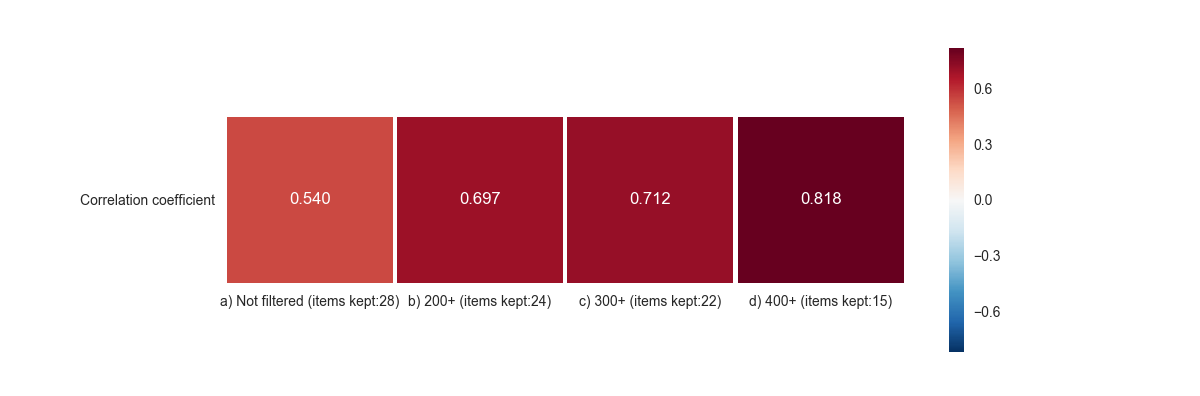 Correlation coefficient
0.540
0.697
0.712
0.818
a) Not filtered (items kept:28)
b) 200+ (items kept:24)
c) 300+ (items kept:22)
d) 400+ (items kept:15)
0.6
0.3
0.0
−0.3
−0.6